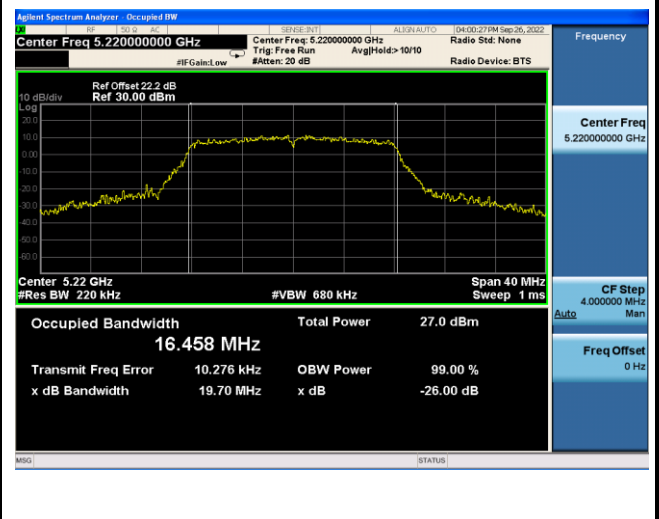 Agilent Spectrum Analyzer - Occupied BW
RF 50 Ω AC SENSE:INT ALIGN AUTO 04:00:27 PM Sep 26, 2022
Center Freq 5.220000000 GHz
Center Freq: 5.220000000 GHz
Radio Std: None
Trig: Free Run Avg|Hold:> 10/10
#IFGain:Low #Atten: 20 dB Radio Device: BTS
Ref Offset 22.2 dB
10 dB/div Ref 30.00 dBm
Log
20.0
10.0
0.00
-10.0
-20.0
-30.0
-40.0
-50.0
-60.0
Center 5.22 GHz Span 40 MHz
#Res BW 220 kHz #VBW 680 kHz Sweep 1 ms
Occupied Bandwidth Total Power 27.0 dBm
16.458 MHz
Transmit Freq Error 10.276 kHz OBW Power 99.00 %
x dB Bandwidth 19.70 MHz x dB -26.00 dB
MSG STATUS
Frequency
Center Freq
5.220000000 GHz
CF Step
4.000000 MHz
Auto Man
Freq Offset
0 Hz